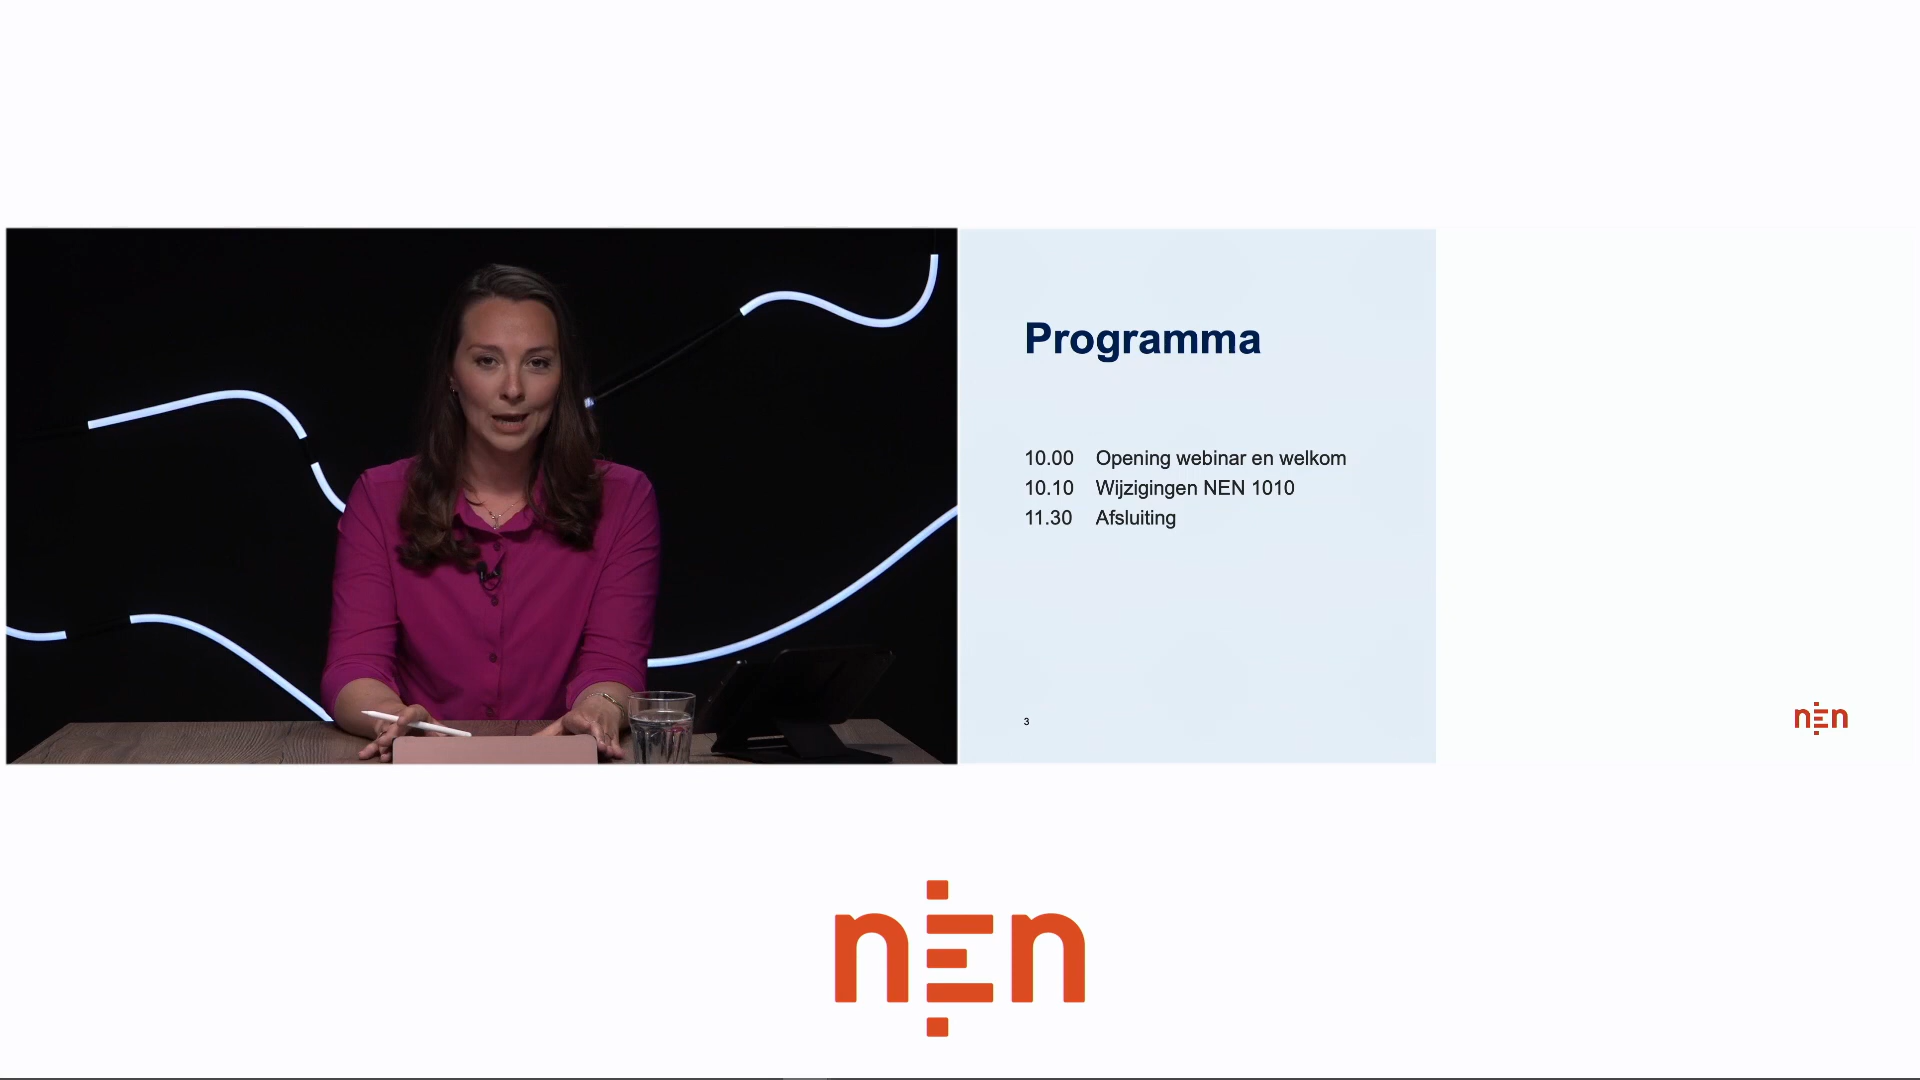 Programma
10.00 Opening webinar en welkom
10.10 Wijzigingen NEN 1010
11.30 Afsluiting
3
nen
nen